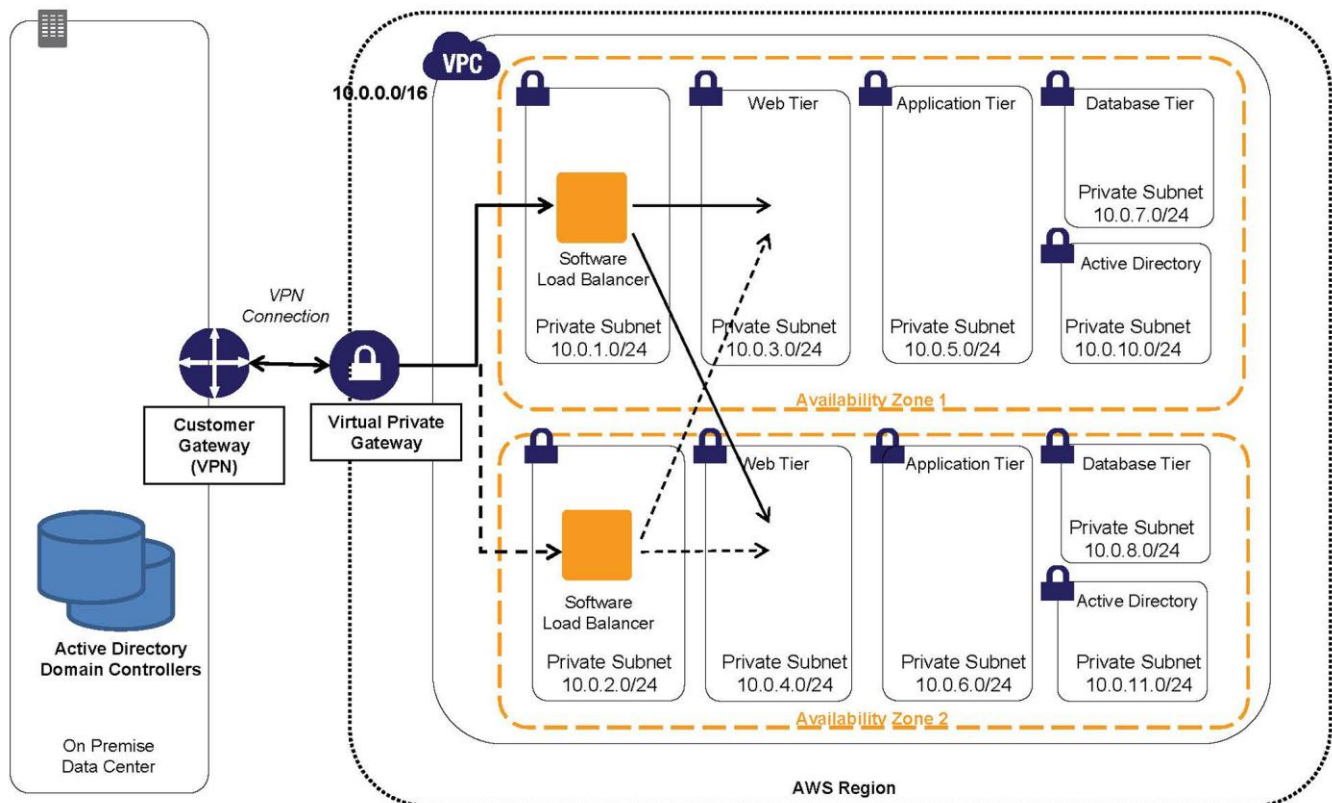 VPC
10.0.0.0/16
Web Tier
Application Tier
Database Tier
Private Subnet
10.0.7.0/24
Software
Load Balancer
Active Directory
Private Subnet
10.0.1.0/24
Private Subnet
10.0.3.0/24
Private Subnet
10.0.5.0/24
Private Subnet
10.0.10.0/24
Availability Zone 1
VPN
Connection
Customer
Gateway
(VPN)
Virtual Private
Gateway
Web Tier
Application Tier
Database Tier
Private Subnet
10.0.8.0/24
Software
Load Balancer
Active Directory
Private Subnet
10.0.2.0/24
Private Subnet
10.0.4.0/24
Private Subnet
10.0.6.0/24
Private Subnet
10.0.11.0/24
Availability Zone 2
Active Directory
Domain Controllers
On Premise
Data Center
AWS Region